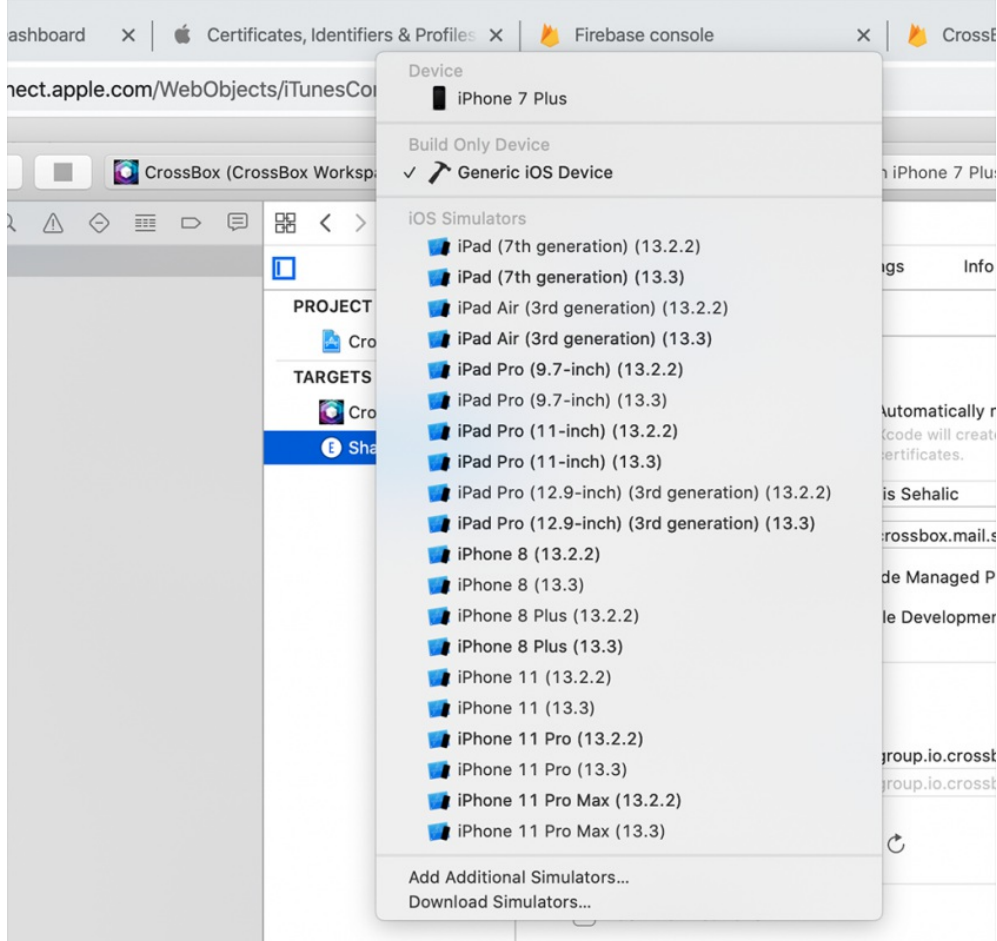 ashboard
Certificates, Identifiers & Profiles
Firebase console
CrossB
nect.apple.com/WebObjects/iTunesCo
CrossBox (CrossBox Workspa
iPhone 7 Plus
Device
iPhone 7 Plus
Build Only Device
✓ Generic iOS Device
iOS Simulators
iPad (7th generation) (13.2.2)
iPad (7th generation) (13.3)
iPad Air (3rd generation) (13.2.2)
iPad Air (3rd generation) (13.3)
iPad Pro (9.7-inch) (13.2.2)
iPad Pro (9.7-inch) (13.3)
iPad Pro (11-inch) (13.2.2)
iPad Pro (11-inch) (13.3)
iPad Pro (12.9-inch) (3rd generation) (13.2.2)
iPad Pro (12.9-inch) (3rd generation) (13.3)
iPhone 8 (13.2.2)
iPhone 8 (13.3)
iPhone 8 Plus (13.2.2)
iPhone 8 Plus (13.3)
iPhone 11 (13.2.2)
iPhone 11 (13.3)
iPhone 11 Pro (13.2.2)
iPhone 11 Pro (13.3)
iPhone 11 Pro Max (13.2.2)
iPhone 11 Pro Max (13.3)
Add Additional Simulators...
Download Simulators...
PROJECT
Cro
TARGETS
Cro
E Sha
ngs
Info
Automatically
Xcode will create
certificates.
is Sehalic
crossbox.mail.s
de Managed P
le Developmen
group.io.crossb
group.io.crossb